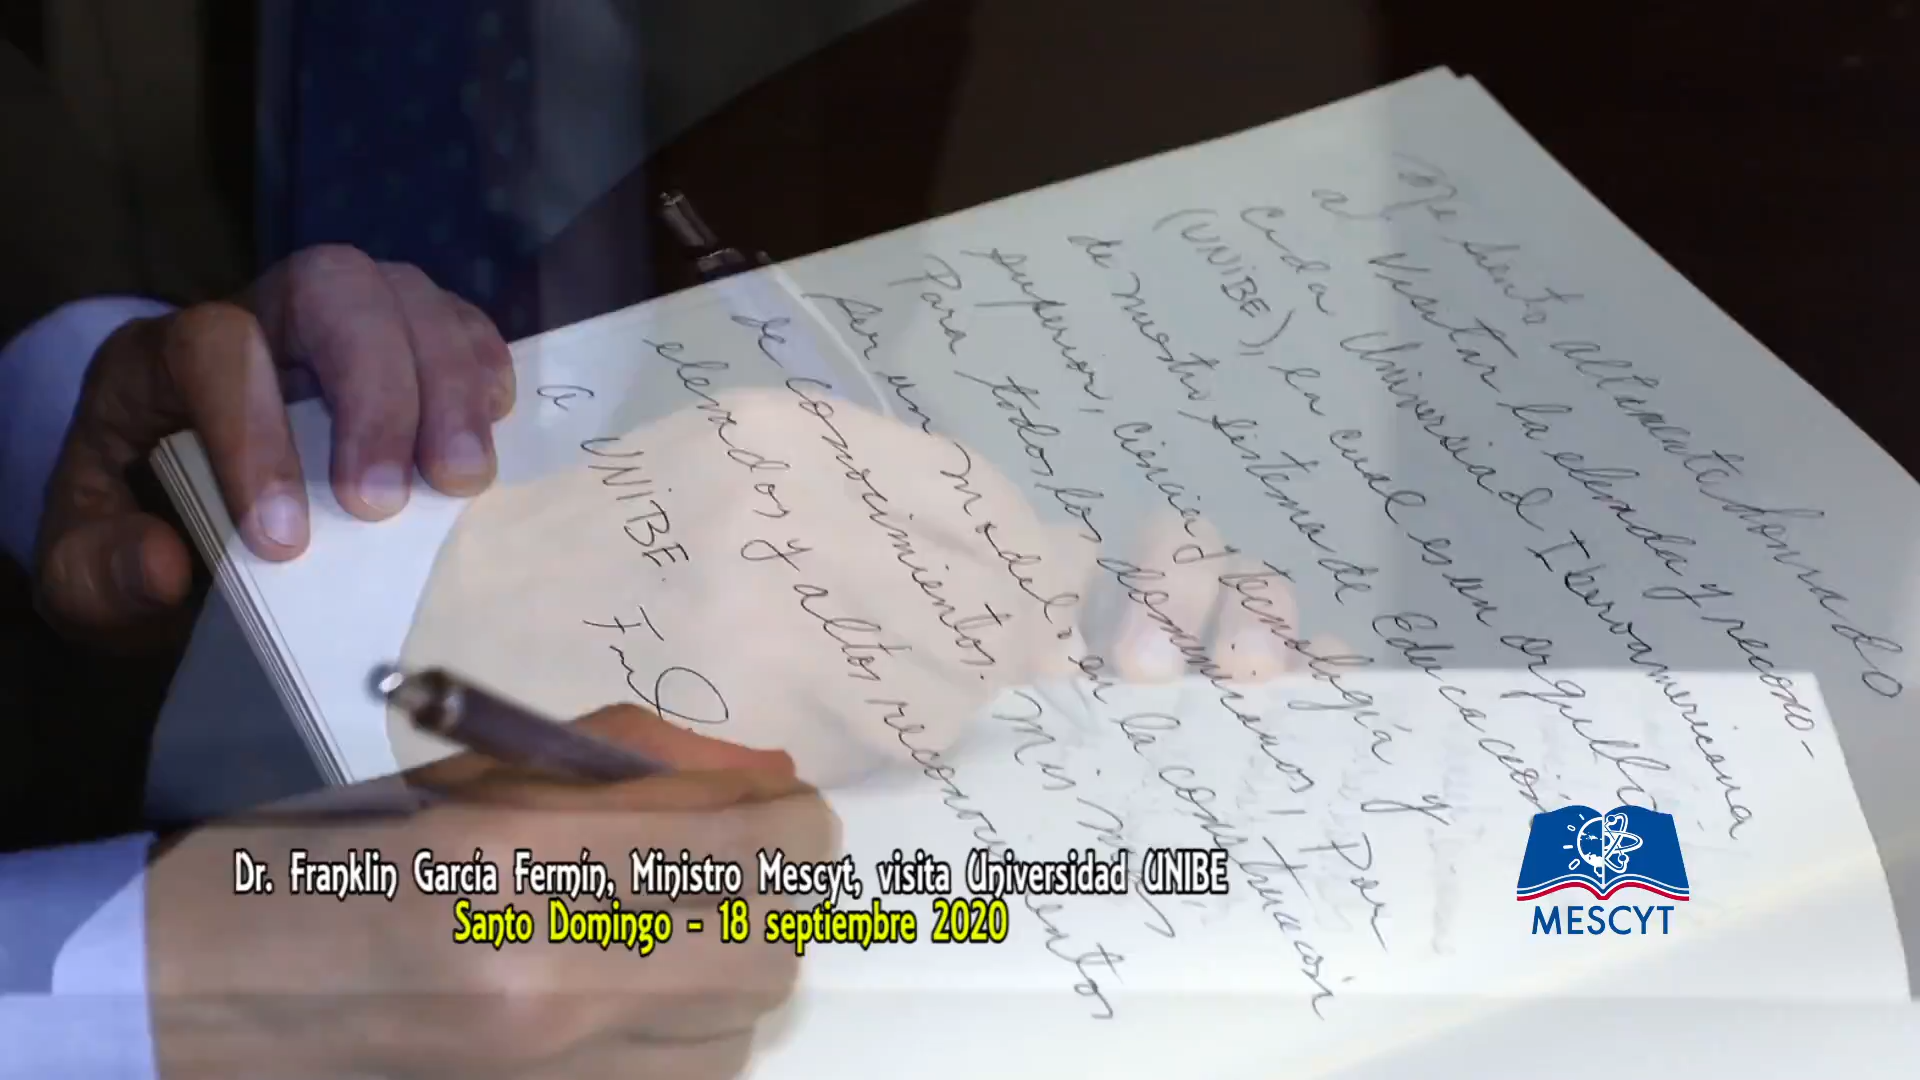 Me siento altamente honrado
a visitar la elevada y recono-
cida Universidad Iberoamericana
(UNIBE), la cual es un orgullo
de nuestro sistema de Educación
superior, ciencia y tecnología y
Para todos los dominicanos, Por
ser un modelo en la construcción
de conocimientos. Mis más
elevados y altos reconocimientos
a UNIBE.
Dr. Franklin García Fermín, Ministro Mescyt, visita Universidad UNIBE
Santo Domingo - 18 septiembre 2020
MESCYT